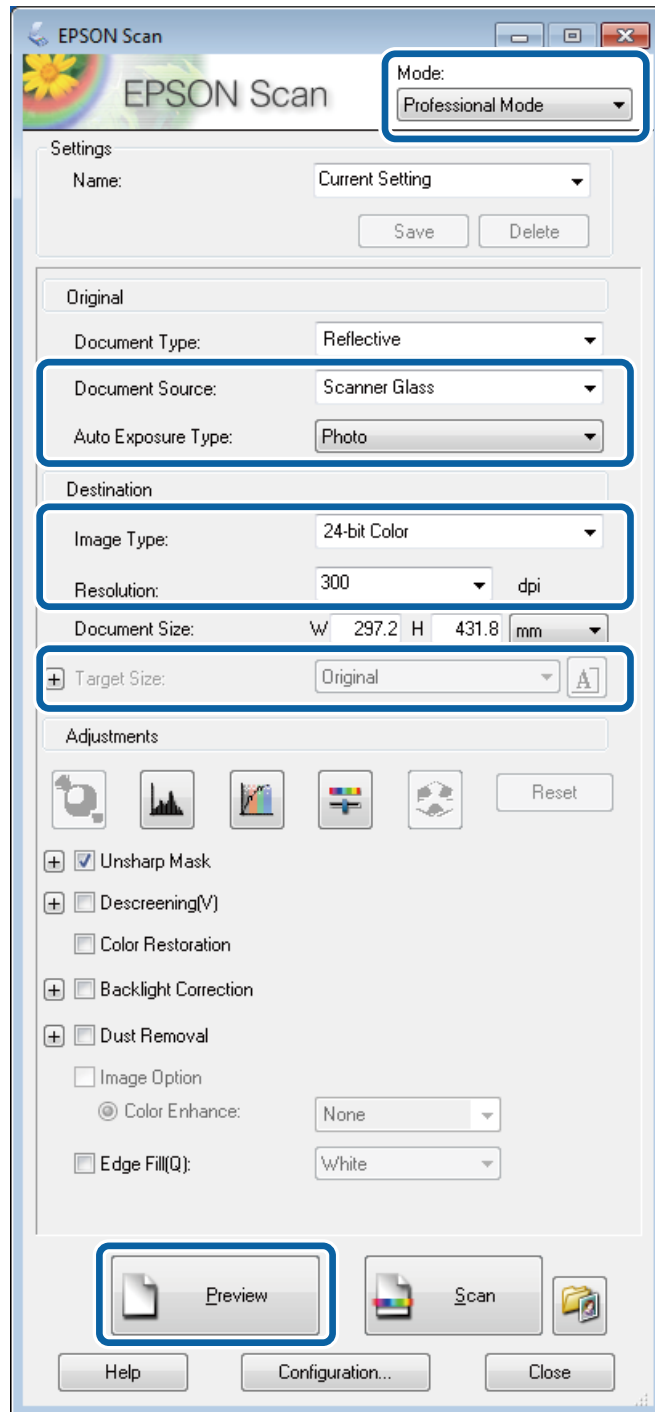 EPSON Scan
EPSON Scan
Mode:
Professional Mode
Settings
Name: Current Setting
Save Delete
Original
Document Type: Reflective
Document Source: Scanner Glass
Auto Exposure Type: Photo
Destination
Image Type: 24-bit Color
Resolution: 300 dpi
Document Size: W 297.2 H 431.8 mm
Target Size: Original A
Adjustments
Reset
Unsharp Mask
Descreening(V)
Color Restoration
Backlight Correction
Dust Removal
Image Option
Color Enhance: None
Edge Fill(Q): White
Preview Scan
Help Configuration... Close